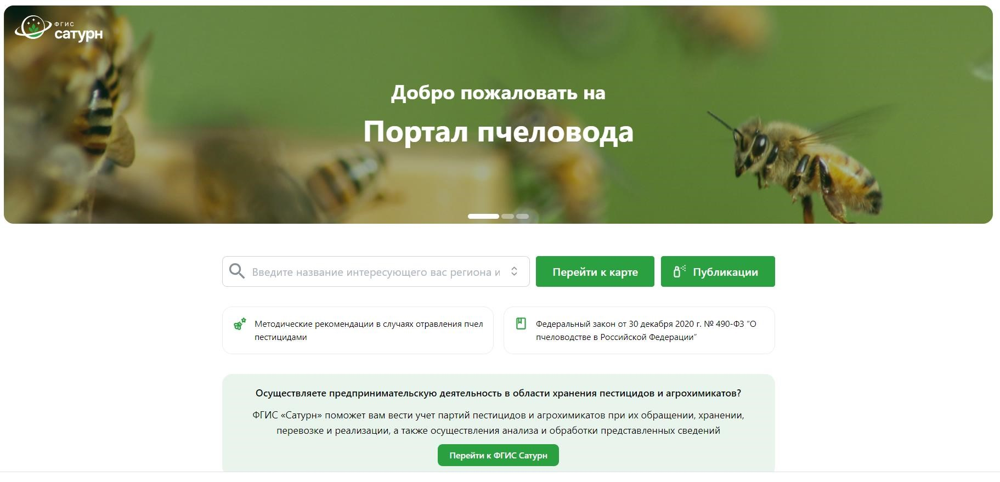 ФГИС
сатурн
Добро пожаловать на
Портал пчеловода
Введите название интересующего вас региона и
Перейти к карте
Публикации
Методические рекомендации в случаях отравления пчел
пестицидами
Федеральный закон от 30 декабря 2020 г. № 490-ФЗ “О
пчеловодстве в Российской Федерации”
Осуществляете предпринимательскую деятельность в области хранения пестицидов и агрохимикатов?
ФГИС «Сатурн» поможет вам вести учет партий пестицидов и агрохимикатов при их обращении, хранении,
перевозке и реализации, а также осуществления анализа и обработки представленных сведений
Перейти к ФГИС Сатурн